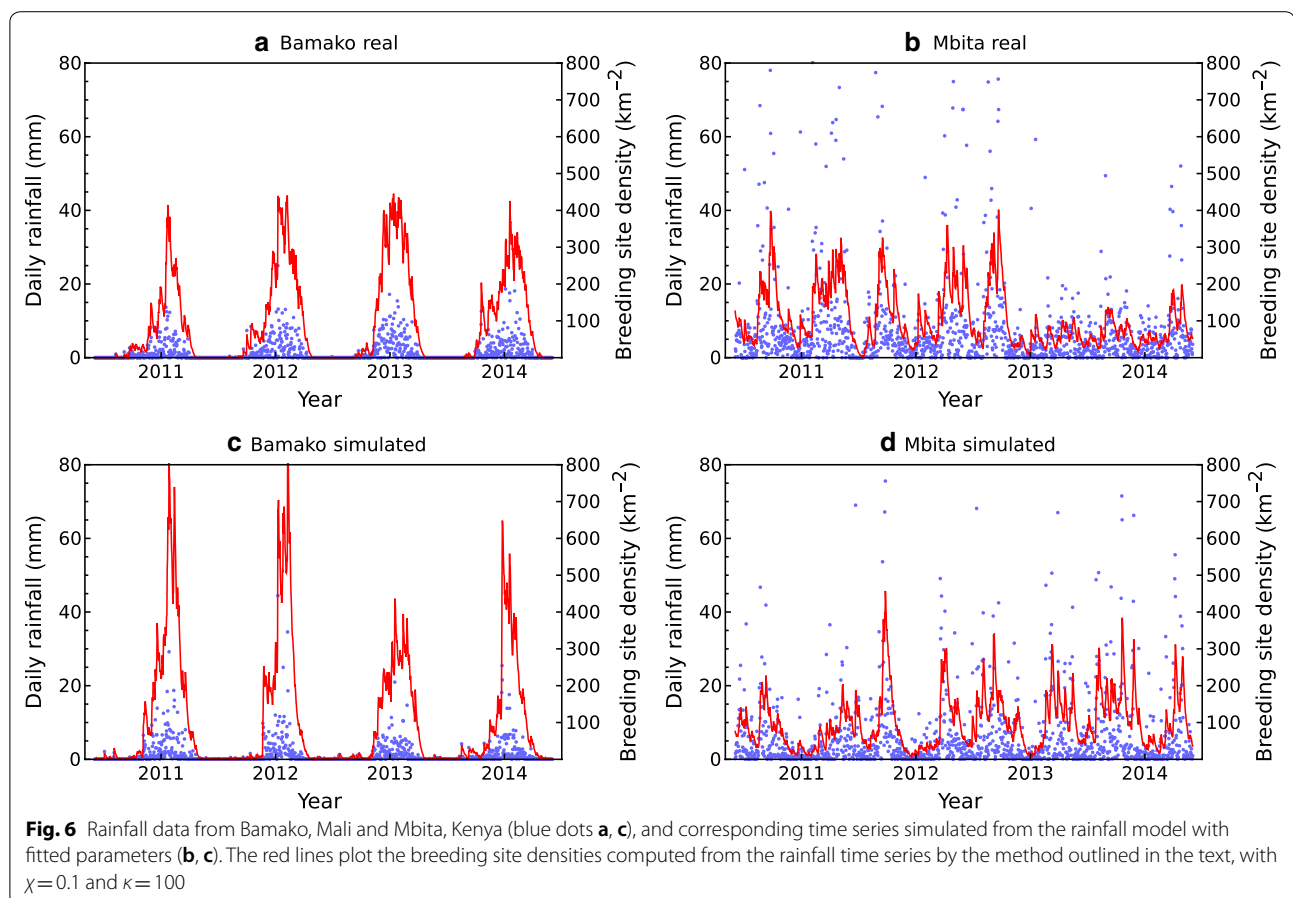 a Bamako real
80
60
40
20
0
Daily rainfall (mm)
800
700
600
500
400
300
200
100
Breeding site density (km−2)
2011 2012 2013 2014
Year
b Mbita real
80
60
40
20
0
Daily rainfall (mm)
800
700
600
500
400
300
200
100
Breeding site density (km−2)
2011 2012 2013 2014
Year
c Bamako simulated
80
60
40
20
0
Daily rainfall (mm)
800
700
600
500
400
300
200
100
Breeding site density (km−2)
2011 2012 2013 2014
Year
d Mbita simulated
80
60
40
20
0
Daily rainfall (mm)
800
700
600
500
400
300
200
100
Breeding site density (km−2)
2011 2012 2013 2014
Year
Fig. 6 Rainfall data from Bamako, Mali and Mbita, Kenya (blue dots a, c), and corresponding time series simulated from the rainfall model with
fitted parameters (b, c). The red lines plot the breeding site densities computed from the rainfall time series by the method outlined in the text, with
χ = 0.1 and κ = 100